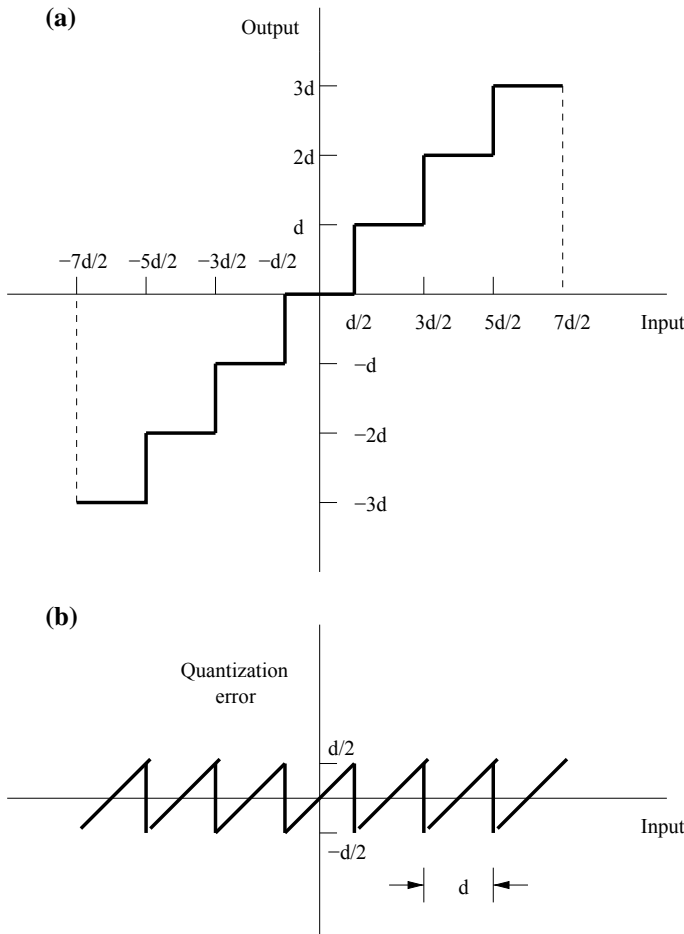 (a)
Output
3d
2d
d
−7d/2 −5d/2 −3d/2 −d/2
d/2 3d/2 5d/2 7d/2 Input
−d
−2d
−3d
(b)
Quantization
error
d/2
Input
−d/2
d